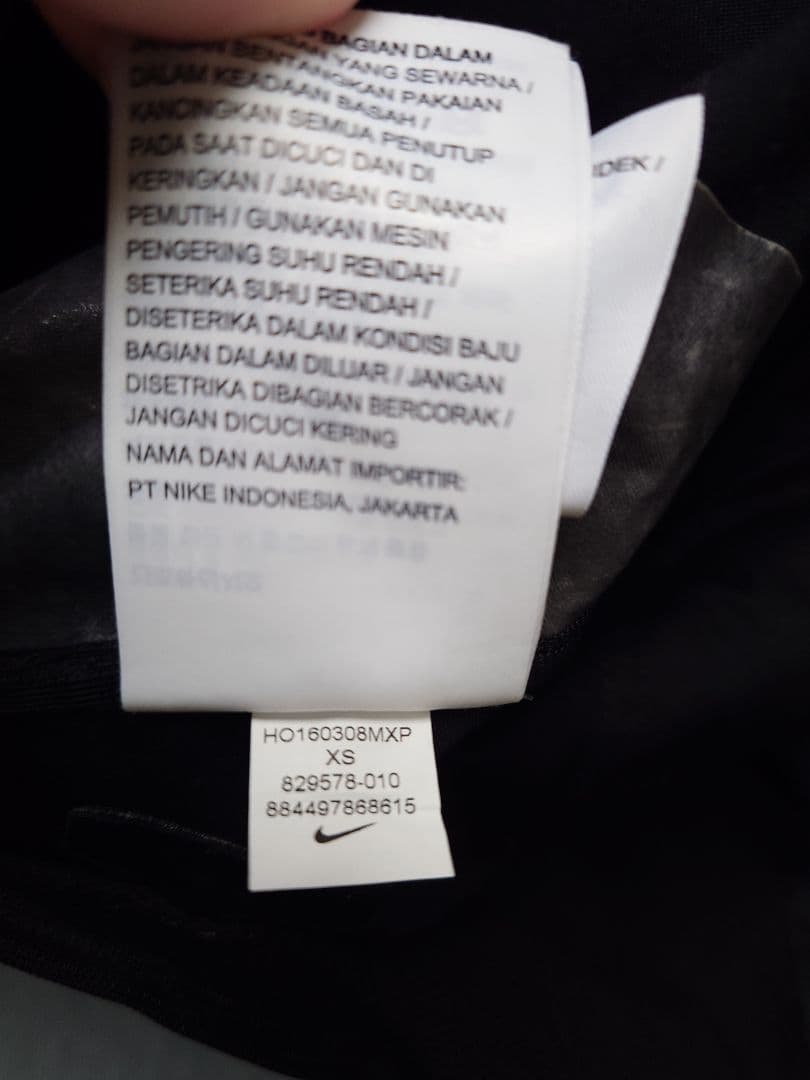 BAGIAN DALAM
YANG SEWARNA /
JANGAN BENTANGKAN PAKAIAN
DALAM KEADAAN BASAH /
KANCINGKAN SEMUA PENUTUP
PADA SAAT DICUCI DAN DI
KERINGKAN / JANGAN GUNAKAN
PEMUTIH / GUNAKAN MESIN
PENGERING SUHU RENDAH /
SETERIKA SUHU RENDAH /
DISETERIKA DALAM KONDISI BAJU
BAGIAN DALAM DILUAR / JANGAN
DISETRIKA DIBAGIAN BERCORAK /
JANGAN DICUCI KERING
NAMA DAN ALAMAT IMPORTIR:
PT NIKE INDONESIA, JAKARTA
HO160308MXP
XS
829578-010
884497868615